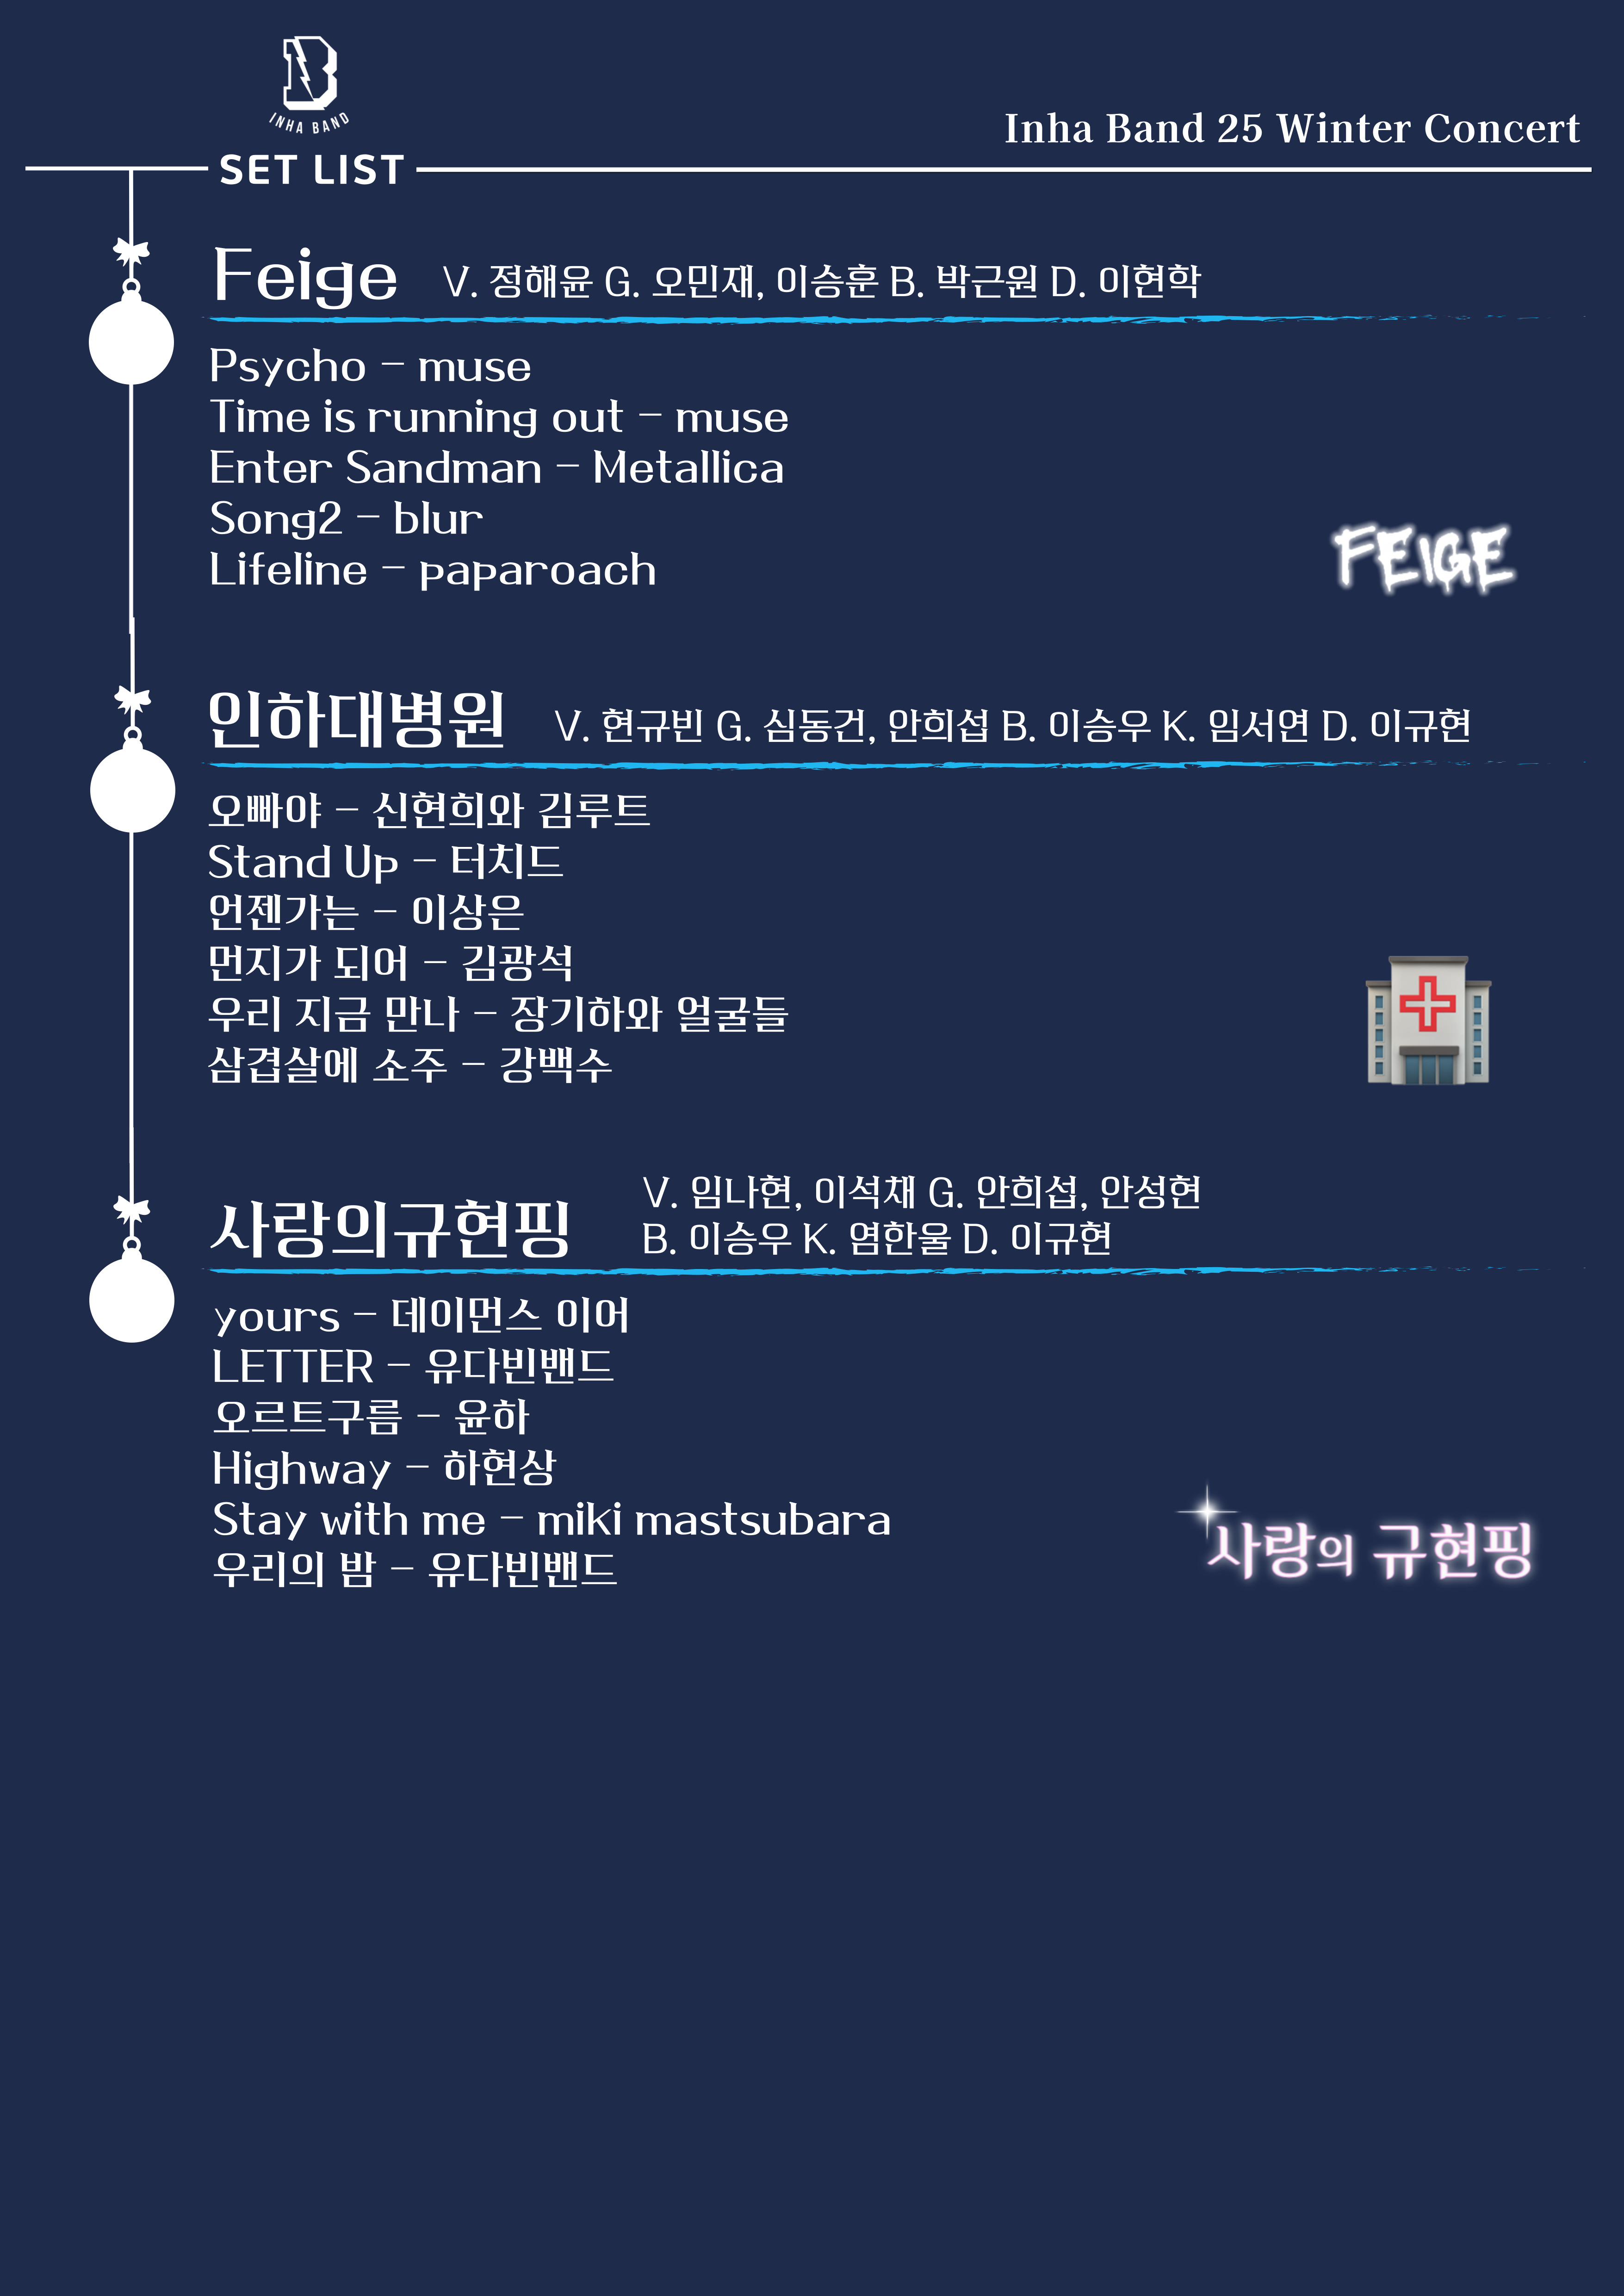 INHA BAND
SET LIST
Inha Band 25 Winter Concert
Feige V. 정해윤 G. 오민재, 이승훈 B. 박근원 D. 이현학
Psycho - muse
Time is running out - muse
Enter Sandman - Metallica
Song2 - blur
Lifeline - paparoach
FEIGE
인하대병원 V. 현규빈 G. 심동건, 안희섭 B. 이승우 K. 임서연 D. 이규현
오빠야 - 신현희와 김루트
Stand Up - 터치드
언젠가는 - 이상은
먼지가 되어 - 김광석
우리 지금 만나 - 장기하와 얼굴들
삼겹살에 소주 - 강백수
사랑의규현핑
V. 임나현, 이석채 G. 안희섭, 안성현
B. 이승우 K. 염한울 D. 이규현
yours - 데이먼스 이어
LETTER - 유다빈밴드
오르트구름 - 윤하
Highway - 하현상
Stay with me - miki mastsubara
우리의 밤 - 유다빈밴드
사랑의 규현핑